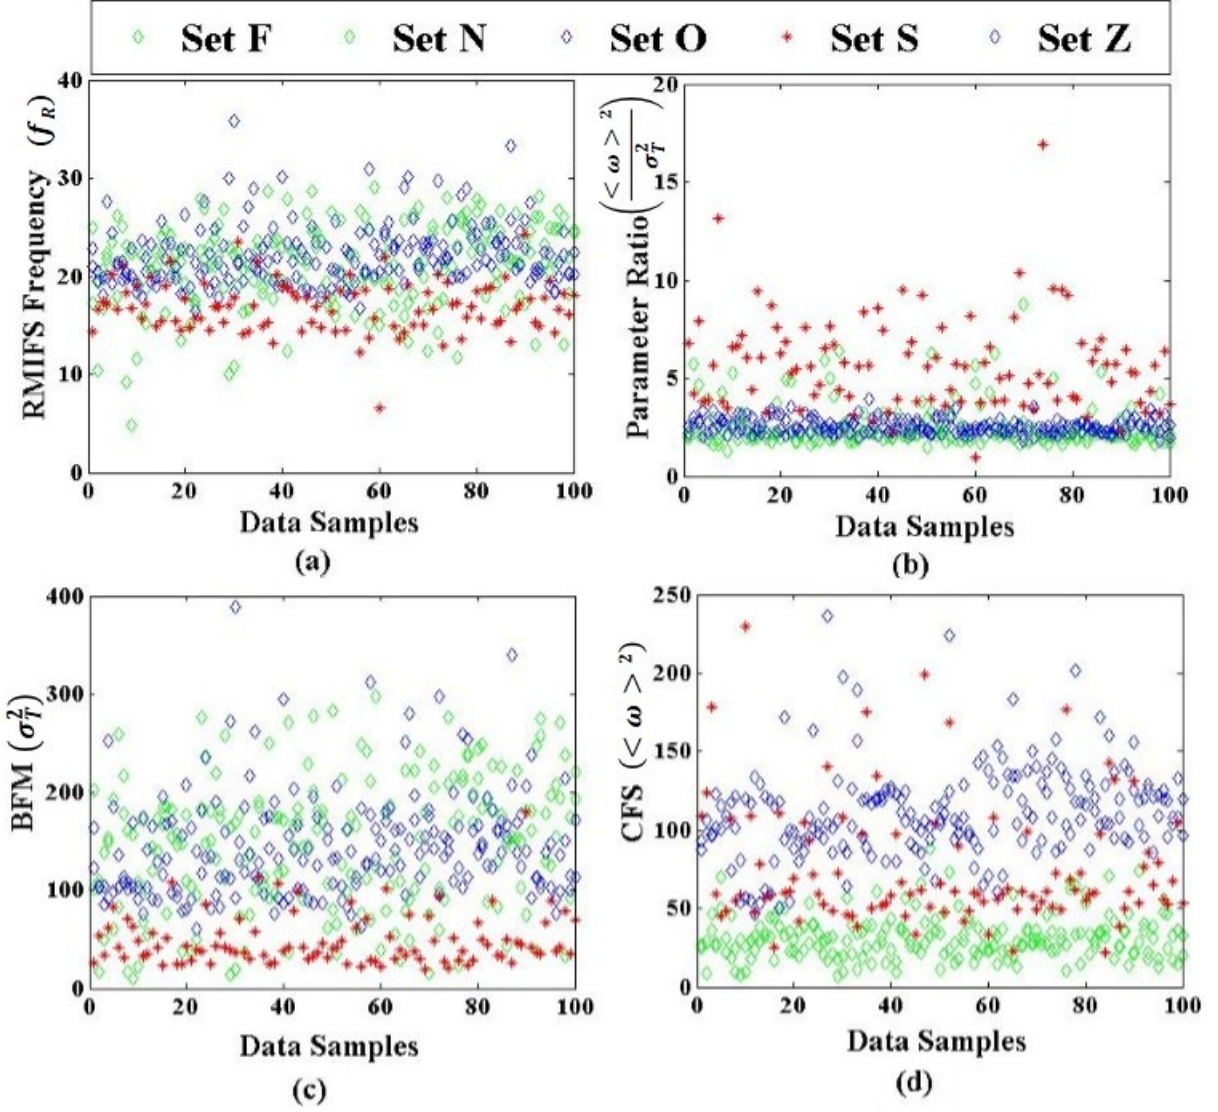 Set F Set N Set O Set S Set Z
40
30
20
10
0
RMIFS Frequency (f_R)
0 20 40 60 80 100
Data Samples
(a)
20
15
10
5
0
Parameter Ratio (<ω>²/σ_T²)
0 20 40 60 80 100
Data Samples
(b)
400
300
200
100
0
BFM (σ_T²)
0 20 40 60 80 100
Data Samples
(c)
250
200
150
100
50
0
CFS (<ω>²)
0 20 40 60 80 100
Data Samples
(d)